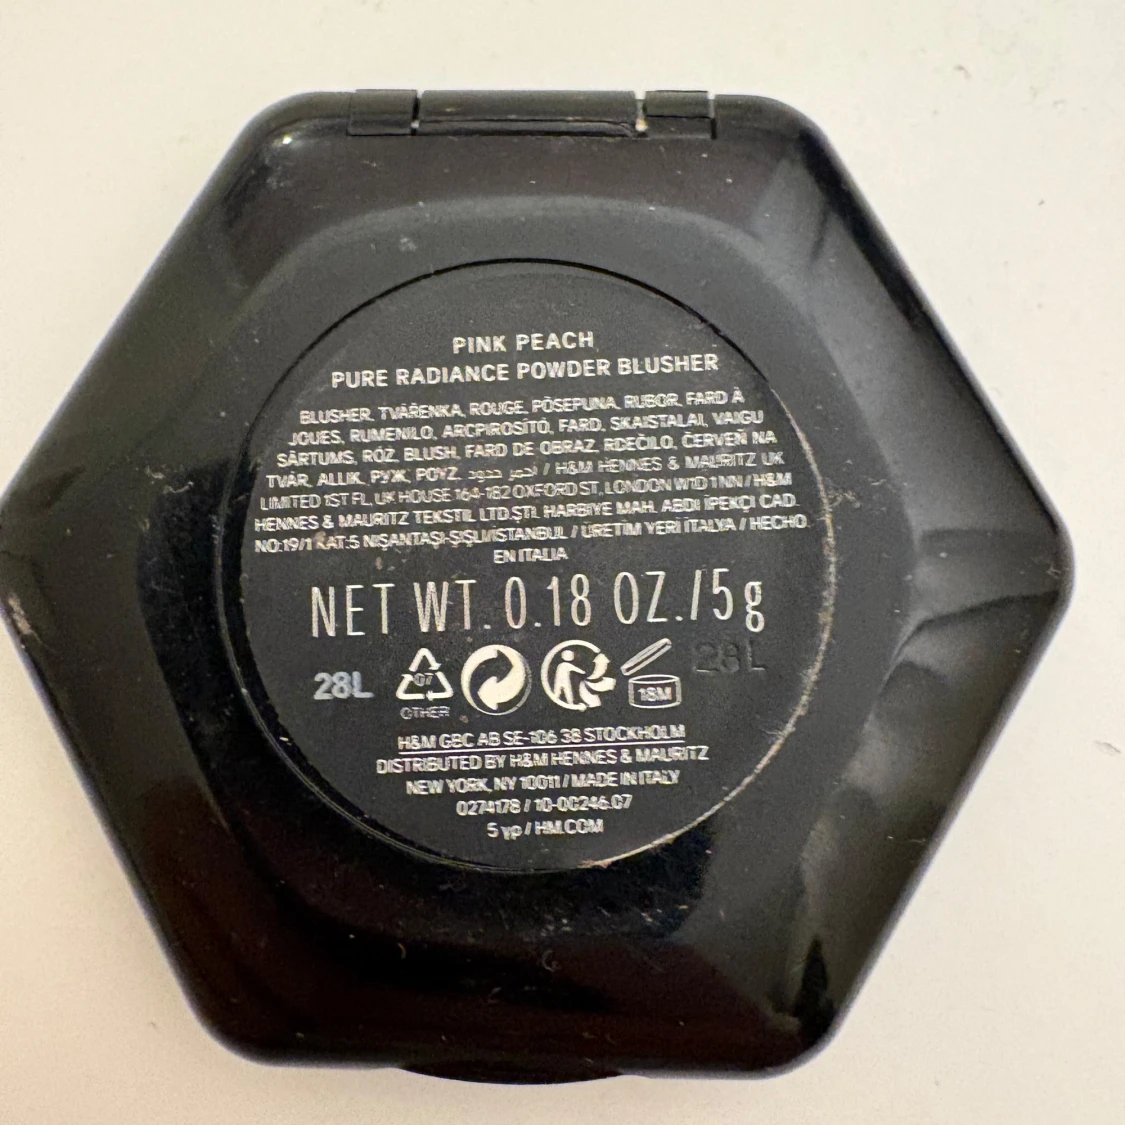 PINK PEACH
PURE RADIANCE POWDER BLUSHER
BLUSHER, TVÁŘENKA, ROUGE, PÕSEPUNA, RUBOR, FARD À
JOUES, RUMENILO, ARCPIROSÍTÓ, FARD, SKAISTALAI, VAIGU
SĀRTUMS, RÓŻ, BLUSH, FARD DE OBRAZ, RDEČILO, ČERVEŇ NA
TVÁR, ALLIK, РУЖ, ΡΟΥΖ, أحمر خدود / H&M HENNES & MAURITZ UK
LIMITED 1ST FL, UK HOUSE 164-182 OXFORD ST, LONDON W1D 1NN / H&M
HENNES & MAURITZ TEKSTIL LTD.ŞTI. HARBIYE MAH. ABDI İPEKÇI CAD.
NO:19/1 KAT:5 NIŞANTAŞI-ŞIŞLI/ISTANBUL / ÜRETİM YERİ İTALYA / HECHO
EN ITALIA
NET WT. 0.18 OZ./5g
28L 07 18M 28L
OTHER
H&M GBC AB SE-106 38 STOCKHOLM
DISTRIBUTED BY H&M HENNES & MAURITZ
NEW YORK, NY 10011 / MADE IN ITALY
0274178 / 10-00246.07
5 γρ / HM.COM